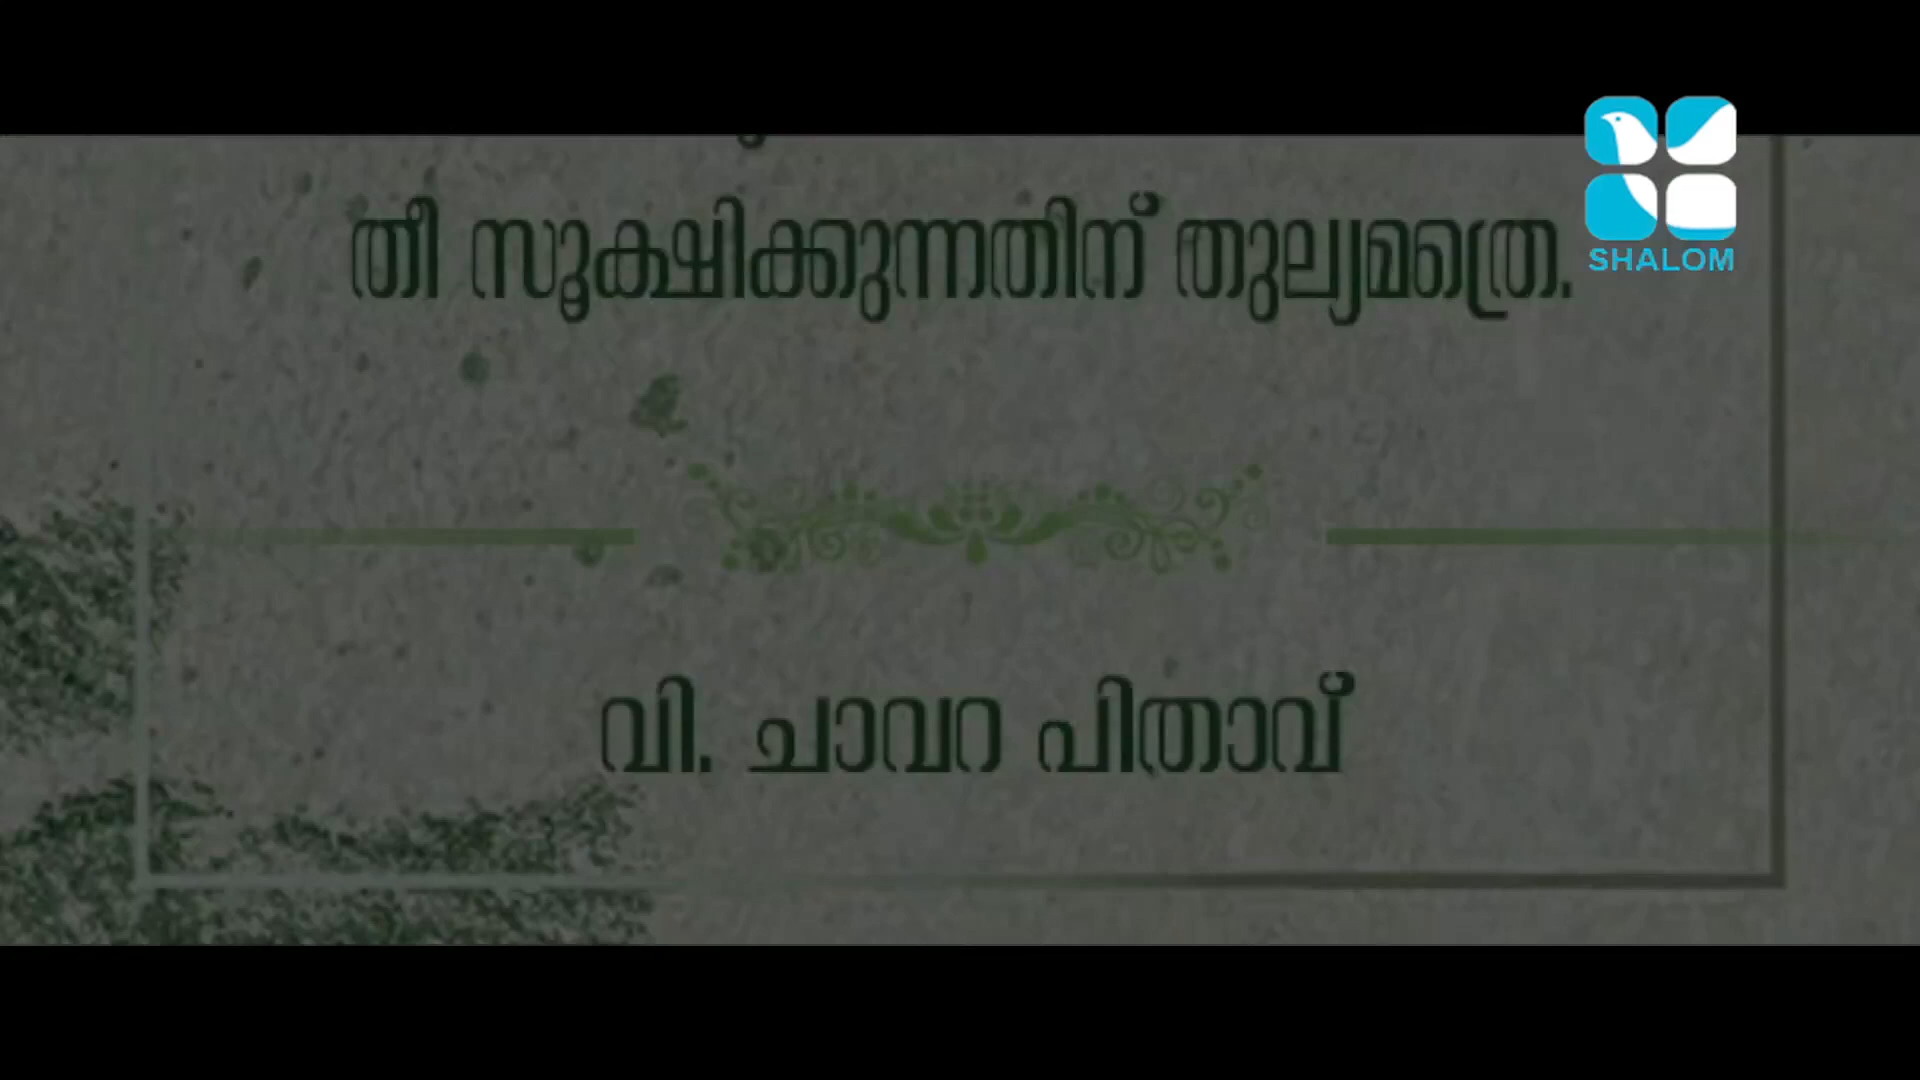 തീ സൂക്ഷിക്കുന്നതിന് തുല്യമത്രെ.
SHALOM
വി. ചാവറ പിതാവ്